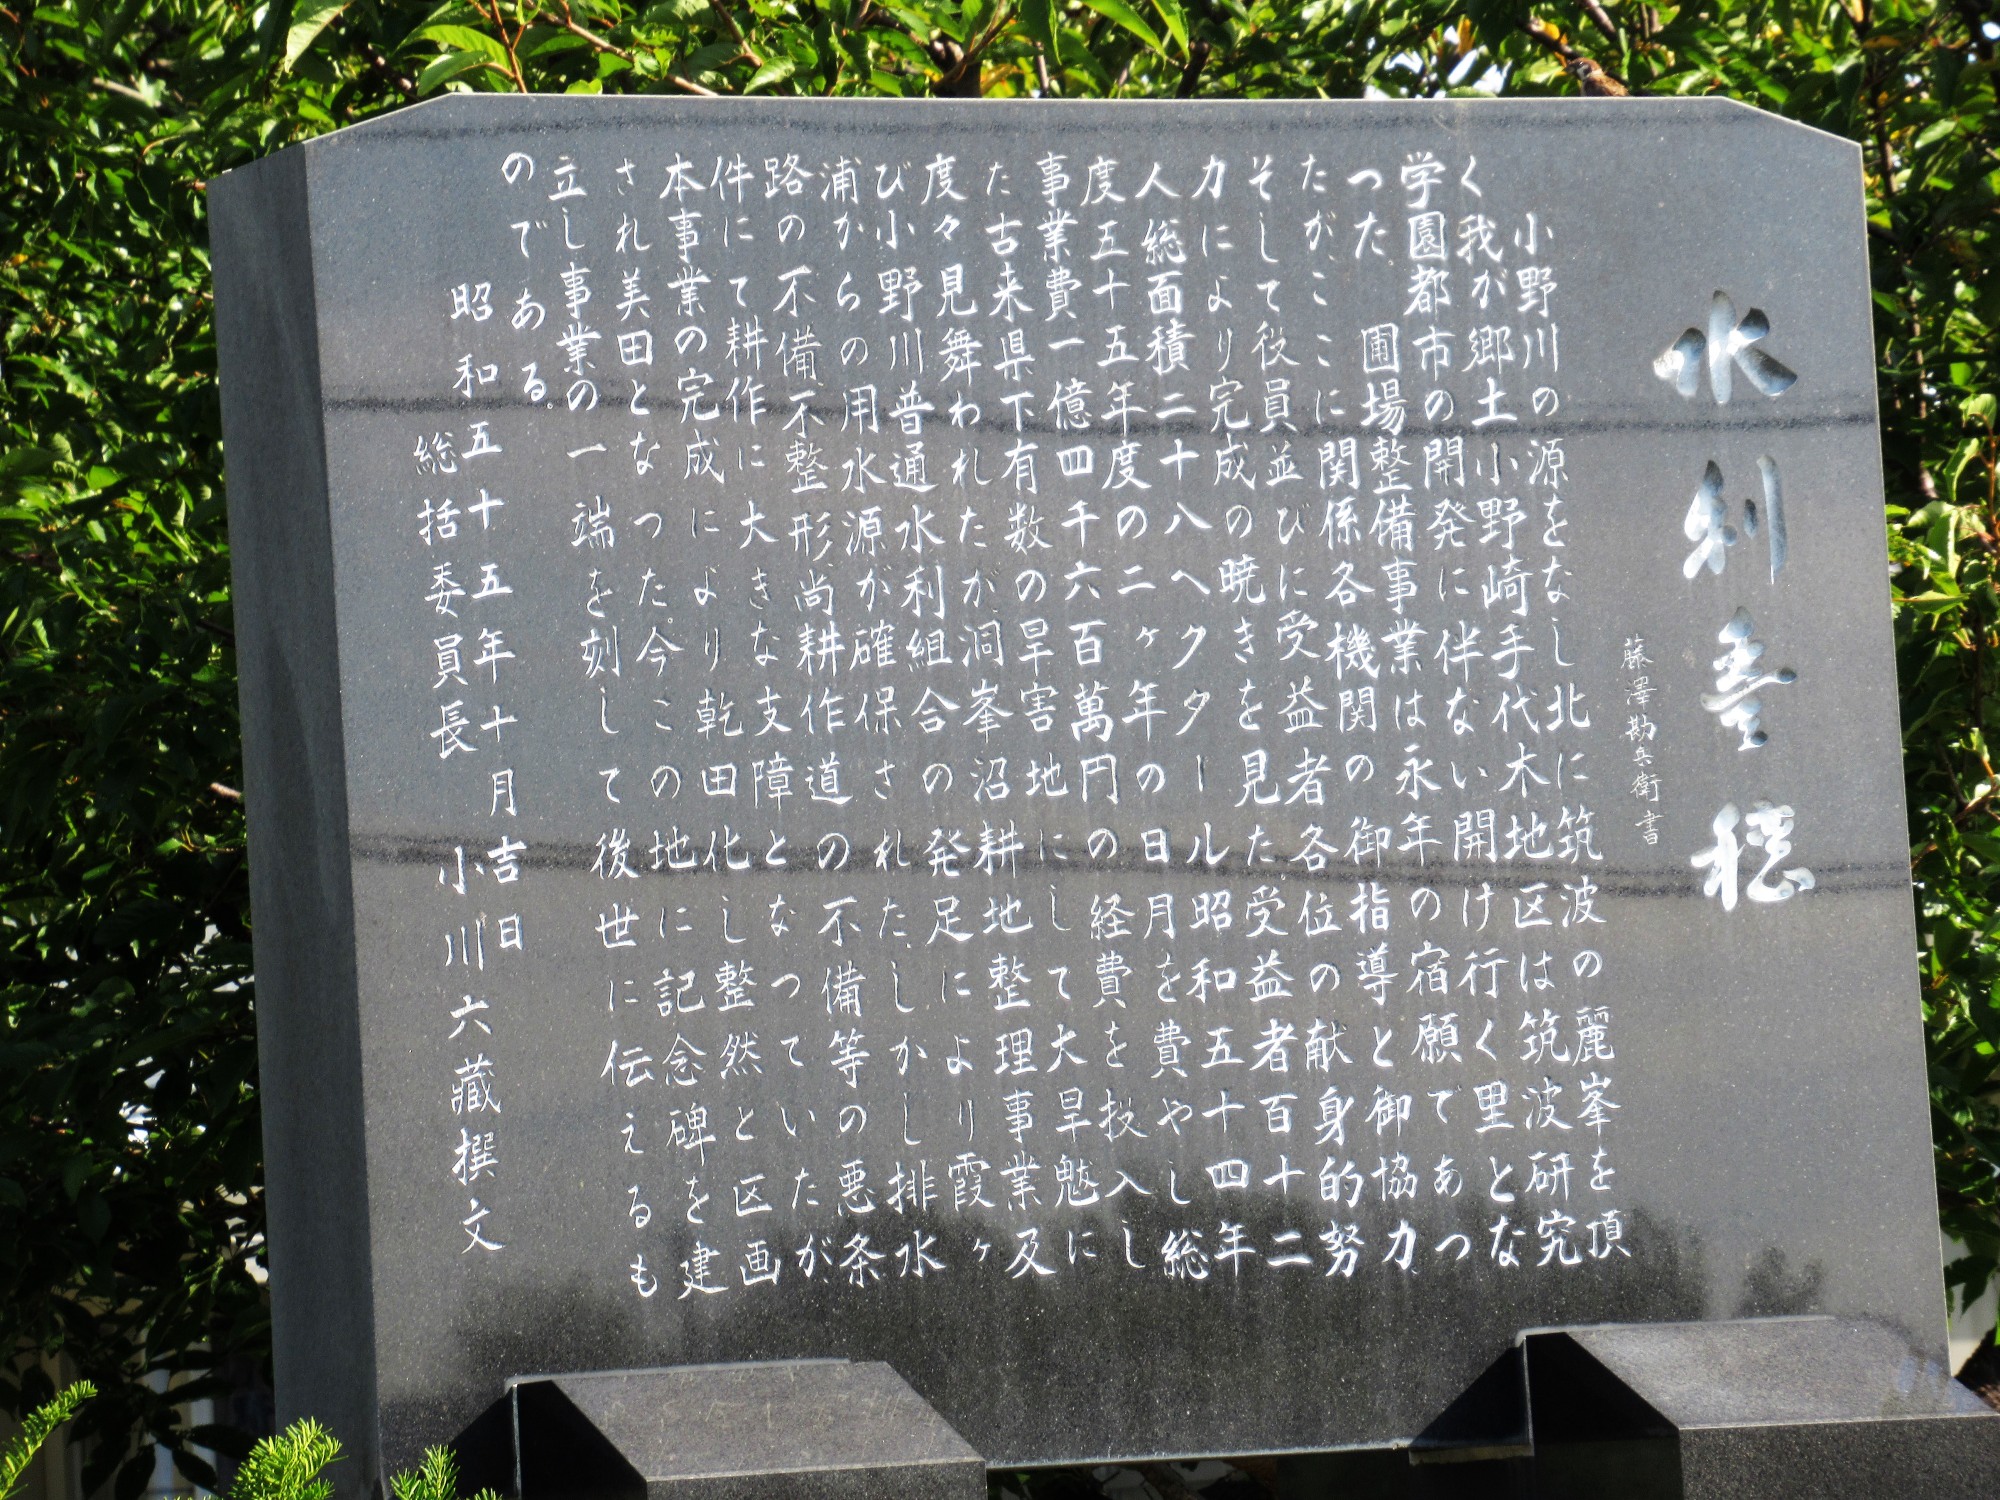 水利豊穂
藤澤勘兵衛書
小野川の源をなし北に筑波の麗峯を頂
く我が郷土小野崎手代木地区は筑波研究
学園都市の開発に伴ない開け行く里とな
つた。圃場整備事業は永年の宿願であつ
たがここに関係各機関の御指導と御協力、
そして役員並びに受益者各位の献身的努
力により完成の暁きを見た。受益者百十二
人総面積二十八ヘクタール昭和五十四年
度五十五年度の二ヶ年の日月を費やし総
事業費一億四千六百萬円の経費を投入し
た古来県下有数の旱害地にして大旱魃に
度々見舞われたが、洞峯沼耕地整理事業及
び小野川普通水利組合の発足により霞ヶ
浦からの用水源が確保された、しかし排水
路の不備、不整形、尚耕作道の不備等の悪条
件にて耕作に大きな支障となつていたが、
本事業の完成により乾田化し整然と区画
され美田となつた。今この地に記念碑を建
立し事業の一端を刻して後世に伝えるも
のである。
昭和五十五年十月吉日
総括委員長 小川六藏撰文